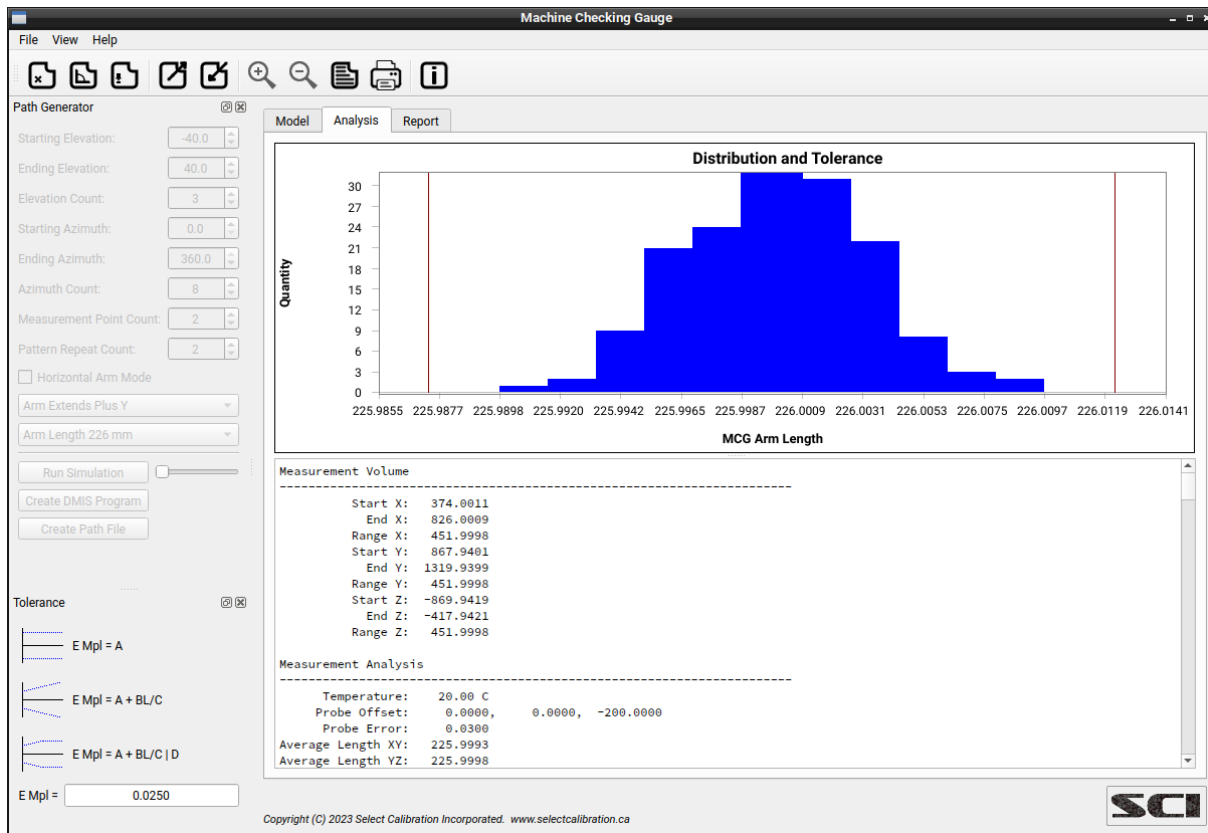 Machine Checking Gauge
File View Help
Path Generator
Starting Elevation: -40.0
Ending Elevation: 40.0
Elevation Count: 3
Starting Azimuth: 0.0
Ending Azimuth: 360.0
Azimuth Count: 8
Measurement Point Count: 2
Pattern Repeat Count: 2
Horizontal Arm Mode
Arm Extends Plus Y
Arm Length 226 mm
Run Simulation
Create DMIS Program
Create Path File
Tolerance
E Mpl = A
E Mpl = A + BL/C
E Mpl = A + BL/C | D
E Mpl = 0.0250
Model Analysis Report
Distribution and Tolerance
Quantity
30
27
24
21
18
15
12
9
6
3
0
225.9855 225.9877 225.9898 225.9920 225.9942 225.9965 225.9987 226.0009 226.0031 226.0053 226.0075 226.0097 226.0119 226.0141
MCG Arm Length
Measurement Volume
Start X: 374.0011
End X: 826.0009
Range X: 451.9998
Start Y: 867.9401
End Y: 1319.9399
Range Y: 451.9998
Start Z: -869.9419
End Z: -417.9421
Range Z: 451.9998
Measurement Analysis
Temperature: 20.00 C
Probe Offset: 0.0000, 0.0000, -200.0000
Probe Error: 0.0300
Average Length XY: 225.9993
Average Length YZ: 225.9998
Copyright (C) 2023 Select Calibration Incorporated. www.selectcalibration.ca
SCI